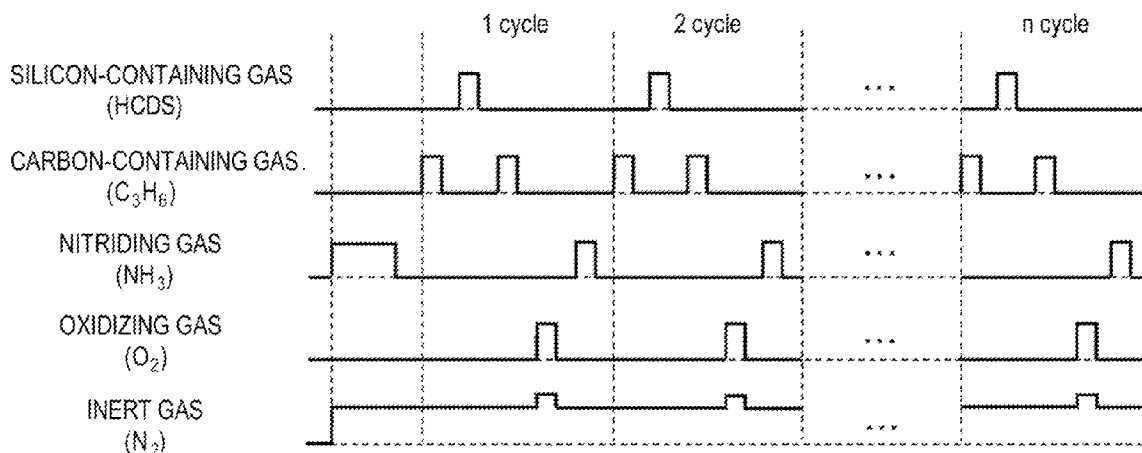 1 cycle 2 cycle n cycle
SILICON-CONTAINING GAS
(HCDS)
CARBON-CONTAINING GAS
(C₃H₆)
NITRIDING GAS
(NH₃)
OXIDIZING GAS
(O₂)
INERT GAS
(N₂)